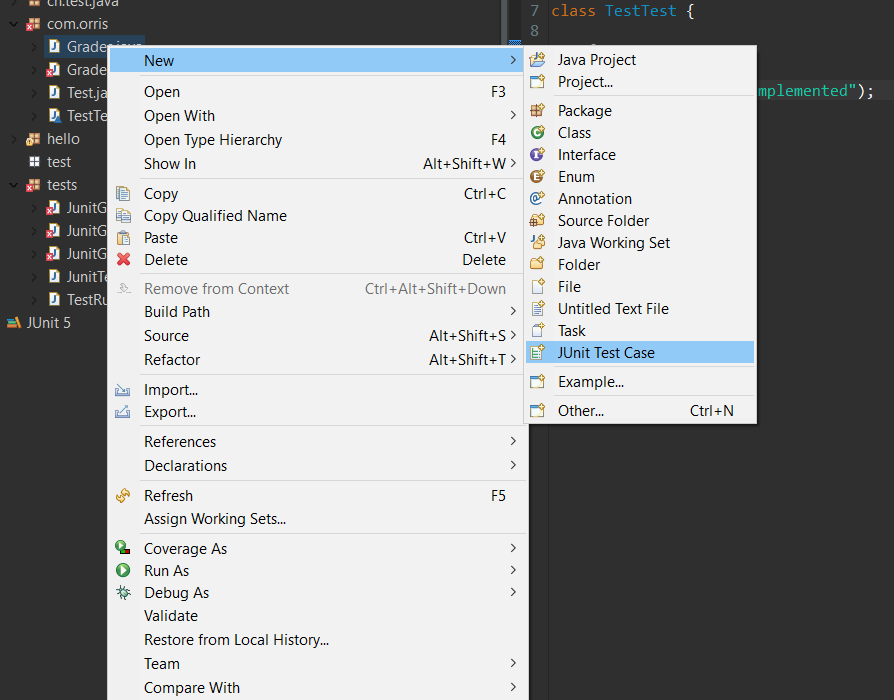 ch.test.java
com.orris
Grade
Grade
Test.ja
TestTe
hello
test
tests
JunitG
JunitG
JunitG
JunitTe
TestRu
JUnit 5
New
Open F3
Open With
Open Type Hierarchy F4
Show In Alt+Shift+W
Copy Ctrl+C
Copy Qualified Name
Paste Ctrl+V
Delete Delete
Remove from Context Ctrl+Alt+Shift+Down
Build Path
Source Alt+Shift+S
Refactor Alt+Shift+T
Import...
Export...
References
Declarations
Refresh F5
Assign Working Sets...
Coverage As
Run As
Debug As
Validate
Restore from Local History...
Team
Compare With
Java Project
Project...
Package
Class
Interface
Enum
Annotation
Source Folder
Java Working Set
Folder
File
Untitled Text File
Task
JUnit Test Case
Example...
Other... Ctrl+N
7 class TestTest {
8
mplemented");